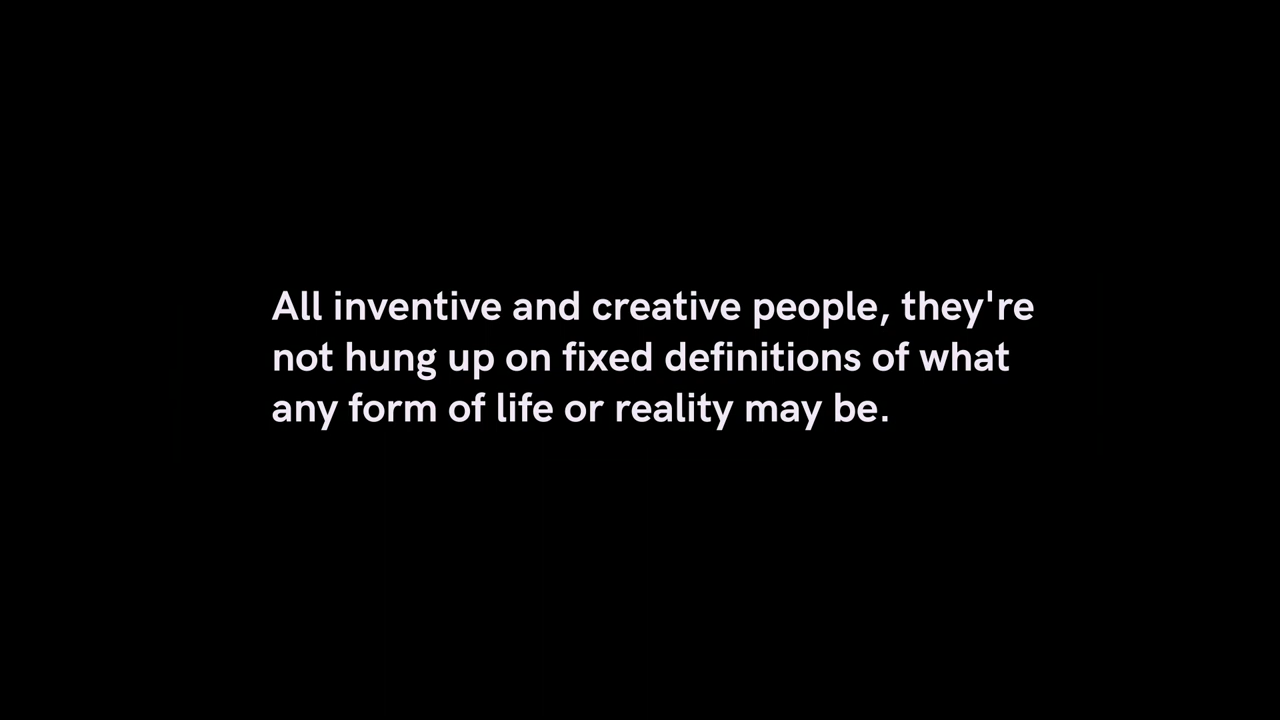 All inventive and creative people, they're
not hung up on fixed definitions of what
any form of life or reality may be.